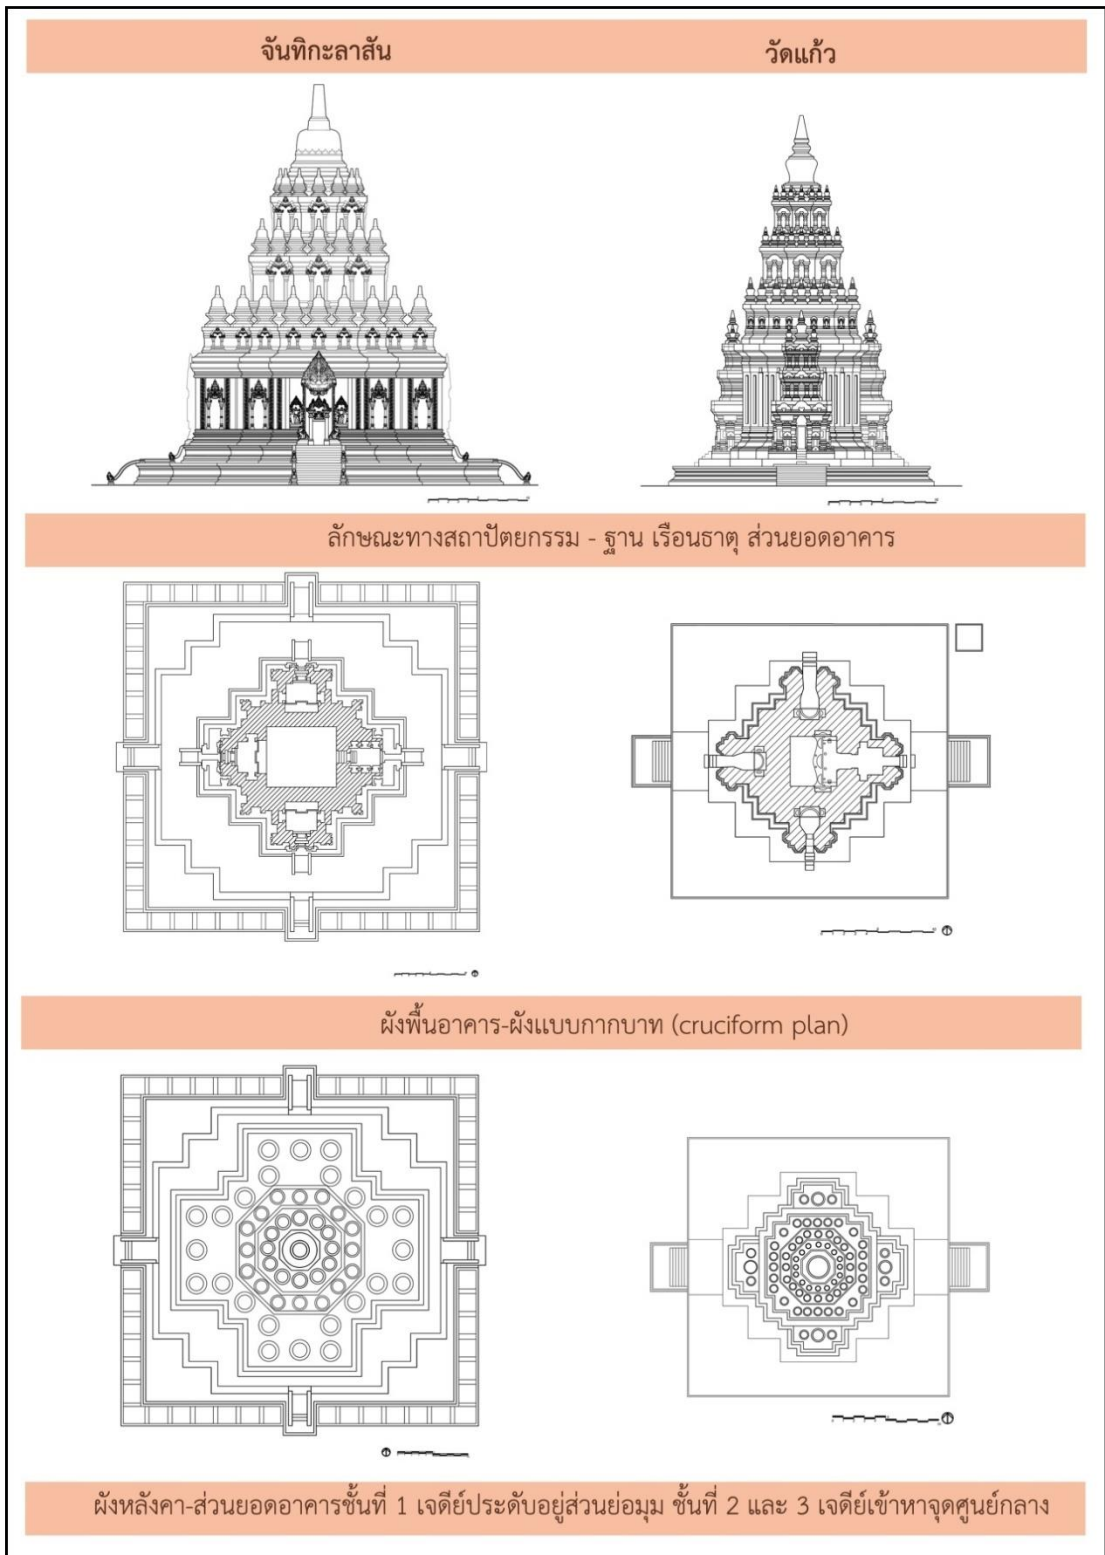 จันทิกะลาสัน
วัดแก้ว
ลักษณะทางสถาปัตยกรรม - ฐาน เรือนธาตุ ส่วนยอดอาคาร
ผังพื้นอาคาร-ผังแบบกากบาท (cruciform plan)
ผังหลังคา-ส่วนยอดอาคารชั้นที่ 1 เจดีย์ประดับอยู่ส่วนย่อมุม ชั้นที่ 2 และ 3 เจดีย์เข้าหาจุดศูนย์กลาง